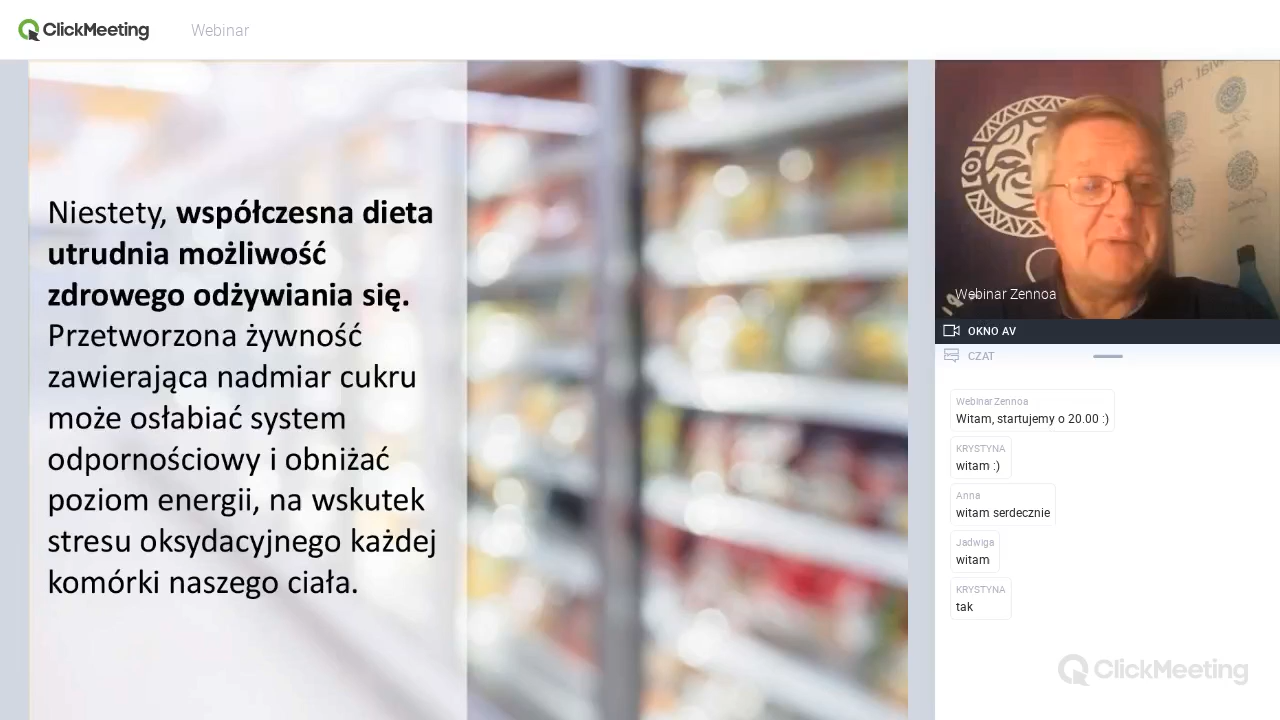 ClickMeeting
Webinar
Niestety, współczesna dieta
utrudnia możliwość
zdrowego odżywiania się.
Przetworzona żywność
zawierająca nadmiar cukru
może osłabiać system
odpornościowy i obniżać
poziom energii, na wskutek
stresu oksydacyjnego każdej
komórki naszego ciała.
Webinar Zennoa
OKNO AV
CZAT
Webinar Zennoa
Witam, startujemy o 20.00 :)
KRYSTYNA
witam :)
Anna
witam serdecznie
Jadwiga
witam
KRYSTYNA
tak
ClickMeeting